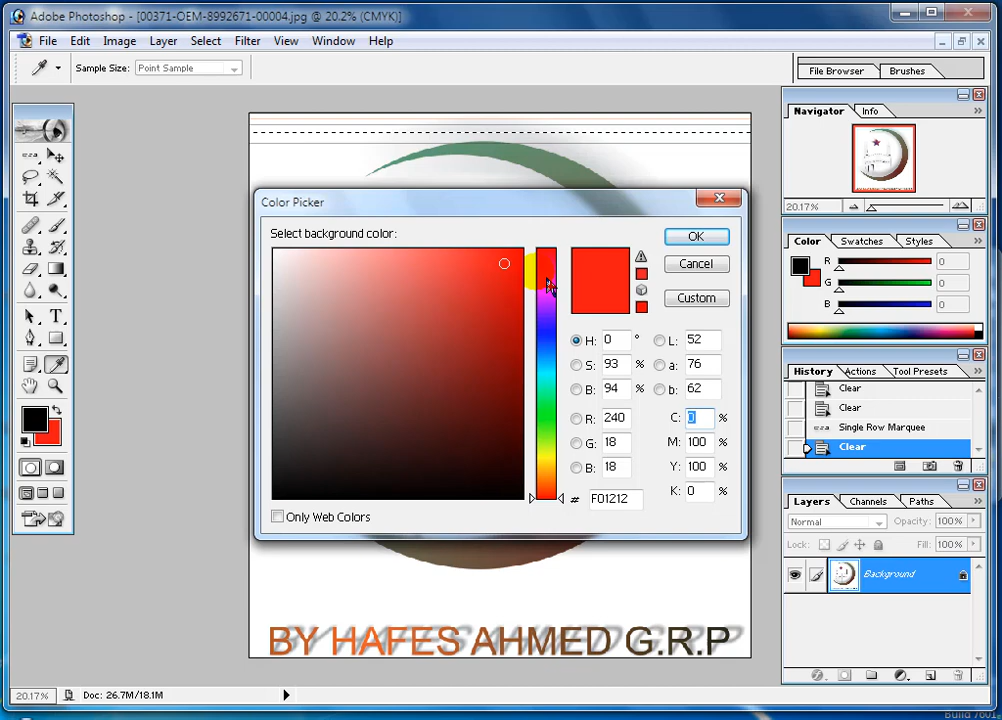 Adobe Photoshop - [00371-OEM-8992671-00004.jpg @ 20.2% (CMYK)]
File Edit Image Layer Select Filter View Window Help
Sample Size: Point Sample
File Browser Brushes
Navigator Info
20.17%
Color Swatches Styles
R 0
G 0
B 0
History Actions Tool Presets
Clear
Clear
Single Row Marquee
Clear
Layers Channels Paths
Normal Opacity: 100%
Lock: Fill: 100%
Background
Color Picker
Select background color:
OK
Cancel
Custom
H: 0 ° L: 52
S: 93 % a: 76
B: 94 % b: 62
R: 240 C: 0 %
G: 18 M: 100 %
B: 18 Y: 100 %
# F01212 K: 0 %
Only Web Colors
BY HAFES AHMED G.R.P
20.17% Doc: 26.7M/18.1M
Build 7601